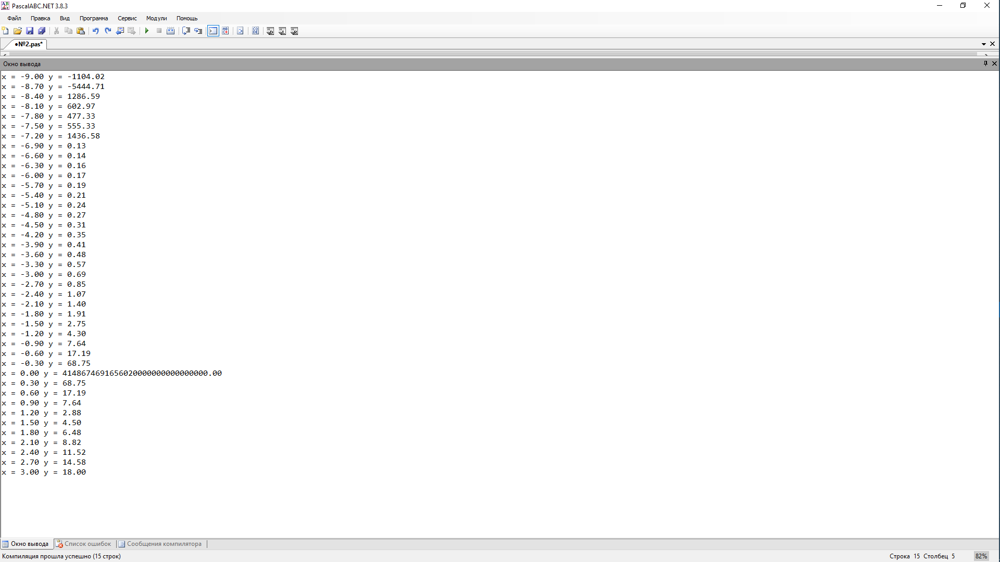 PascalABC.NET 3.8.3
Файл Правка Вид Программа Сервис Модули Помощь
•№2.pas*
Окно вывода
x = -9.00 y = -1104.02
x = -8.70 y = -5444.71
x = -8.40 y = 1286.59
x = -8.10 y = 602.97
x = -7.80 y = 477.33
x = -7.50 y = 555.33
x = -7.20 y = 1436.58
x = -6.90 y = 0.13
x = -6.60 y = 0.14
x = -6.30 y = 0.16
x = -6.00 y = 0.17
x = -5.70 y = 0.19
x = -5.40 y = 0.21
x = -5.10 y = 0.24
x = -4.80 y = 0.27
x = -4.50 y = 0.31
x = -4.20 y = 0.35
x = -3.90 y = 0.41
x = -3.60 y = 0.48
x = -3.30 y = 0.57
x = -3.00 y = 0.69
x = -2.70 y = 0.85
x = -2.40 y = 1.07
x = -2.10 y = 1.40
x = -1.80 y = 1.91
x = -1.50 y = 2.75
x = -1.20 y = 4.30
x = -0.90 y = 7.64
x = -0.60 y = 17.19
x = -0.30 y = 68.75
x = 0.00 y = 4148674691656020000000000000000.00
x = 0.30 y = 68.75
x = 0.60 y = 17.19
x = 0.90 y = 7.64
x = 1.20 y = 2.88
x = 1.50 y = 4.50
x = 1.80 y = 6.48
x = 2.10 y = 8.82
x = 2.40 y = 11.52
x = 2.70 y = 14.58
x = 3.00 y = 18.00
Окно вывода Список ошибок Сообщения компилятора
Компиляция прошла успешно (15 строк) Строка 15 Столбец 5 82%